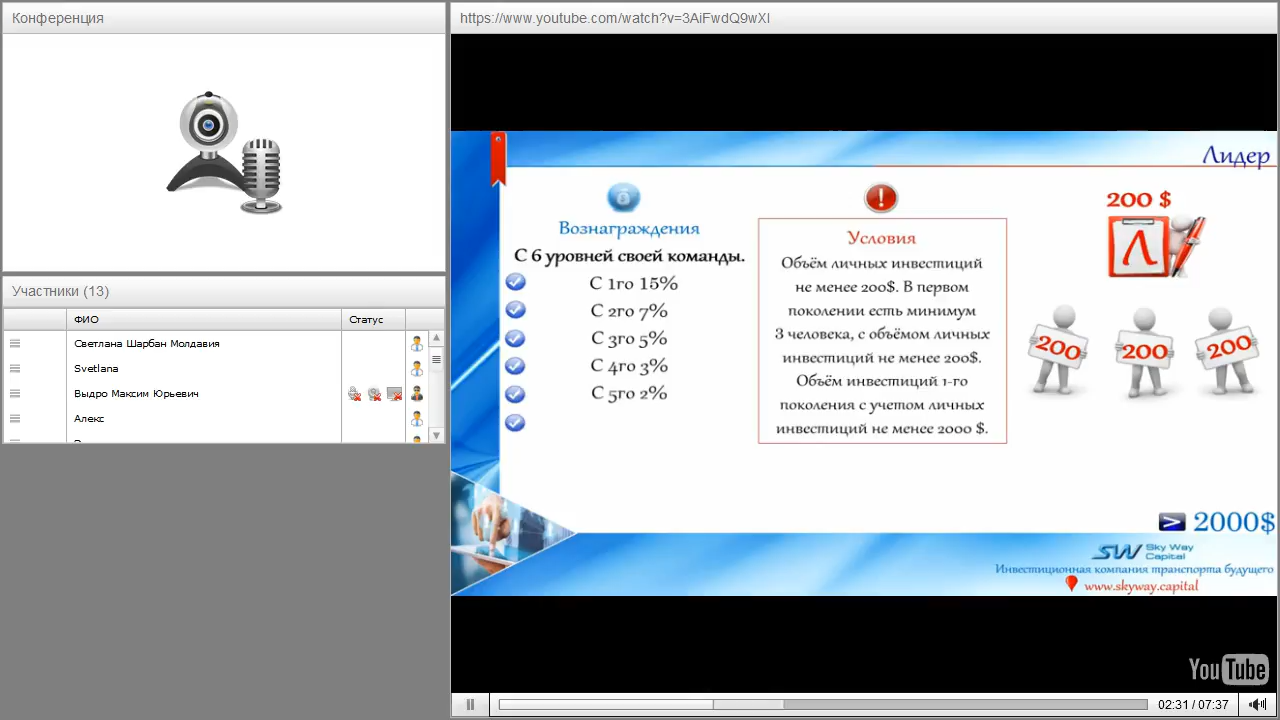 Конференция
https://www.youtube.com/watch?v=3AiFwdQ9wXI
Участники (13)
ФИО
Статус
Светлана Шарбан Молдавия
Svetlana
Выдро Максим Юрьевич
Алекс
Лидер
Вознаграждения
С 6 уровней своей команды.
С 1го 15%
С 2го 7%
С 3го 5%
С 4го 3%
С 5го 2%
!
Условия
Объём личных инвестиций
не менее 200$. В первом
поколении есть минимум
3 человека, с объёмом личных
инвестиций не менее 200$.
Объём инвестиций 1-го
поколения с учетом личных
инвестиций не менее 2000 $.
200 $
Л
200
200
200
> 2000$
SW Sky Way
Capital
Инвестиционная компания транспорта будущего
www.skyway.capital
YouTube
02:31 / 07:37